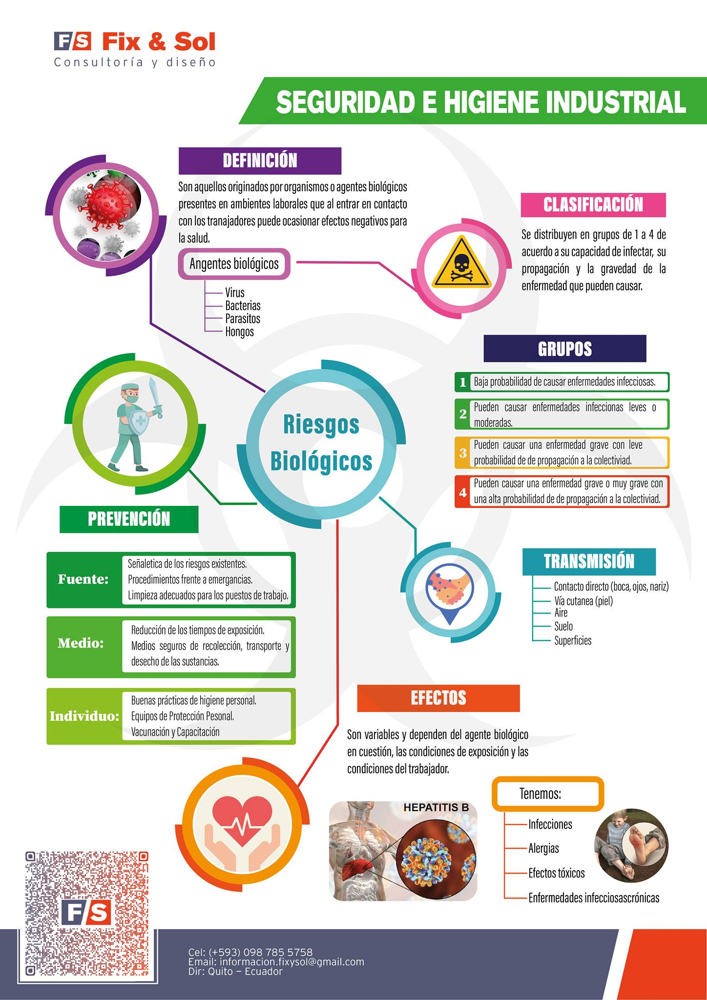 F/S Fix & Sol
Consultoría y diseño
SEGURIDAD E HIGIENE INDUSTRIAL
DEFINICIÓN
Son aquellos originados por organismos o agentes biológicos
presentes en ambientes laborales que al entrar en contacto
con los tranajadores puede ocasionar efectos negativos para
la salud.
Angentes biológicos
Virus
Bacterias
Parasitos
Hongos
CLASIFICACIÓN
Se distribuyen en grupos de 1 a 4 de
acuerdo a su capacidad de infectar, su
propagación y la gravedad de la
enfermedad que pueden causar.
GRUPOS
1 Baja probabilidad de causar enfermedades infecciosas.
2 Pueden causar enfermedades infeccionas leves o
moderadas.
3 Pueden causar una enfermedad grave con leve
probabilidad de de propagación a la colectiviad.
4 Pueden causar una enfermedad grave o muy grave con
una alta probabilidad de de propagación a la colectiviad.
Riesgos
Biológicos
PREVENCIÓN
Fuente:
Señaletica de los riesgos existentes.
Procedimientos frente a emergancias.
Limpieza adecuados para los puestos de trabajo.
Medio:
Reducción de los tiempos de exposición.
Medios seguros de recolección, transporte y
desecho de las sustancias.
Individuo:
Buenas prácticas de higiene personal.
Equipos de Protección Pesonal.
Vacunación y Capacitación
TRANSMISIÓN
Contacto directo (boca, ojos, nariz)
Vía cutanea (piel)
Aire
Suelo
Superficies
EFECTOS
Son variables y dependen del agente biológico
en cuestión, las condiciones de exposición y las
condiciones del trabajador.
HEPATITIS B
Tenemos:
Infecciones
Alergias
Efectos tóxicos
Enfermedades infecciosascrónicas
F/S
Cel: (+593) 098 785 5758
Email: informacion.fixysol@gmail.com
Dir: Quito – Ecuador